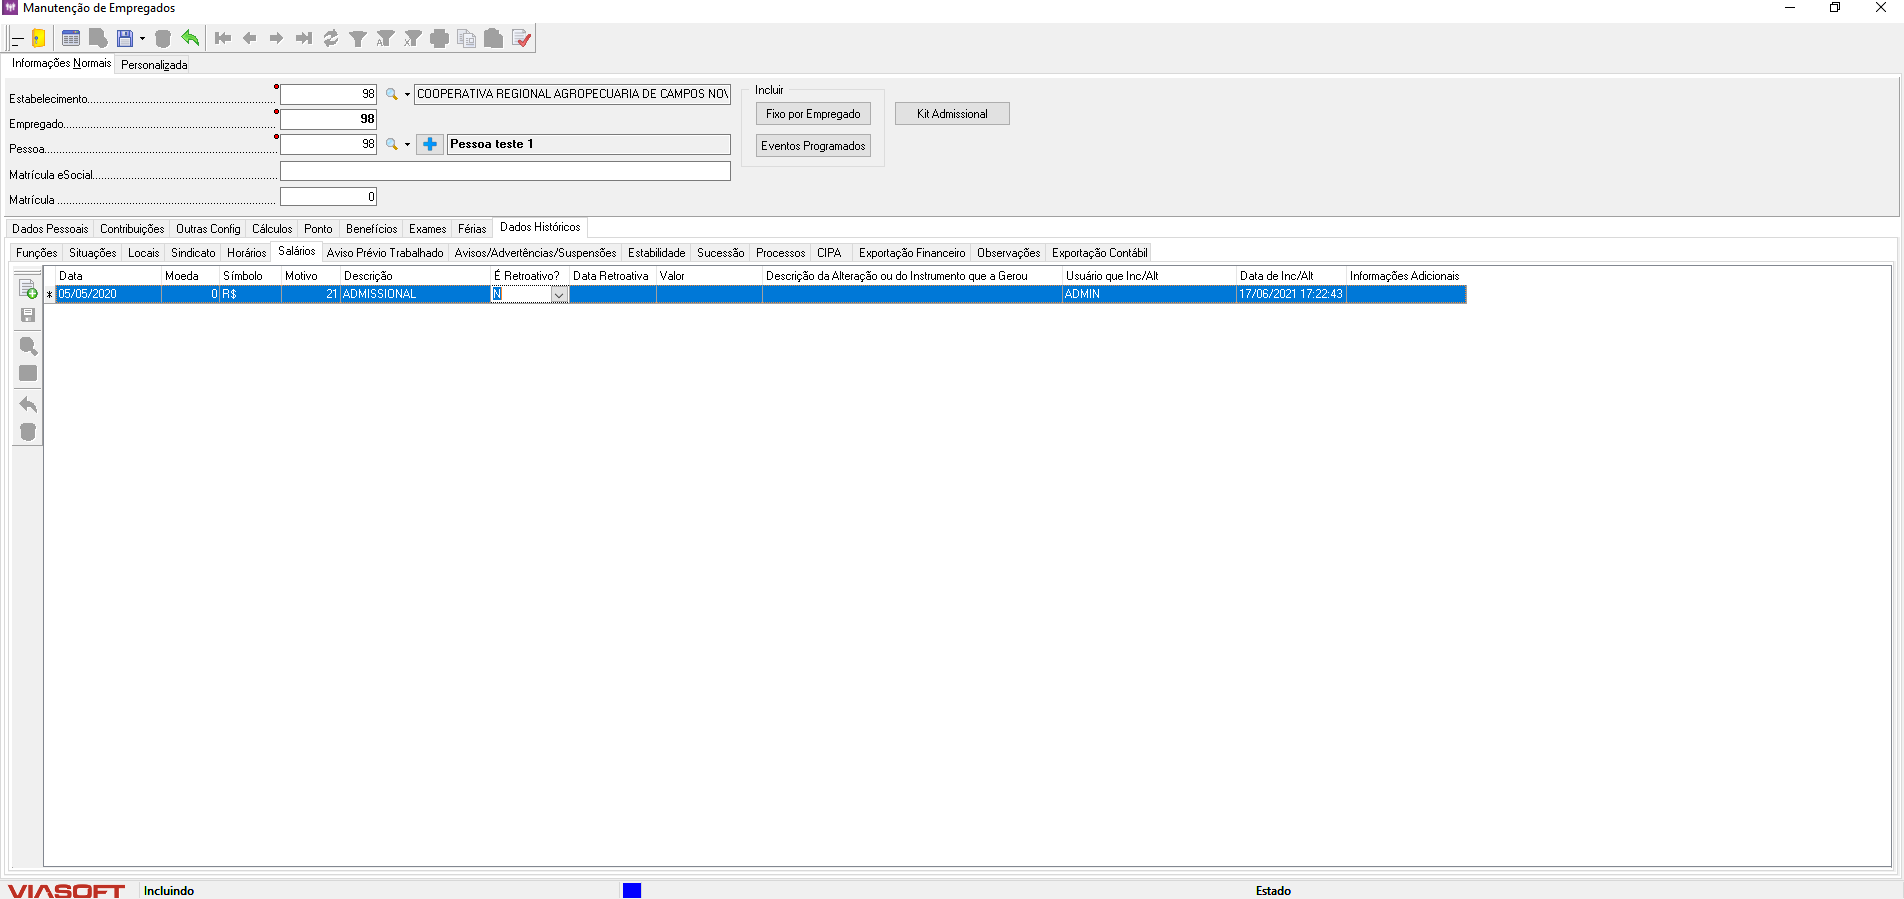 Manutenção de Empregados
Informações Normais Personalizada
Estabelecimento 98 COOPERATIVA REGIONAL AGROPECUARIA DE CAMPOS NOV
Empregado 98
Pessoa 98 Pessoa teste 1
Matrícula eSocial
Matrícula 0
Incluir
Fixo por Empregado
Kit Admissional
Eventos Programados
Dados Pessoais Contribuições Outras Config Cálculos Ponto Benefícios Exames Férias Dados Históricos
Funções Situações Locais Sindicato Horários Salários Aviso Prévio Trabalhado Avisos/Advertências/Suspensões Estabilidade Sucessão Processos CIPA Exportação Financeiro Observações Exportação Contábil
Data Moeda Símbolo Motivo Descrição É Retroativo? Data Retroativa Valor Descrição da Alteração ou do Instrumento que a Gerou Usuário que Inc/Alt Data de Inc/Alt Informações Adicionais
* 05/05/2020 0 R$ 21 ADMISSIONAL N ADMIN 17/06/2021 17:22:43
VIASOFT Incluindo Estado